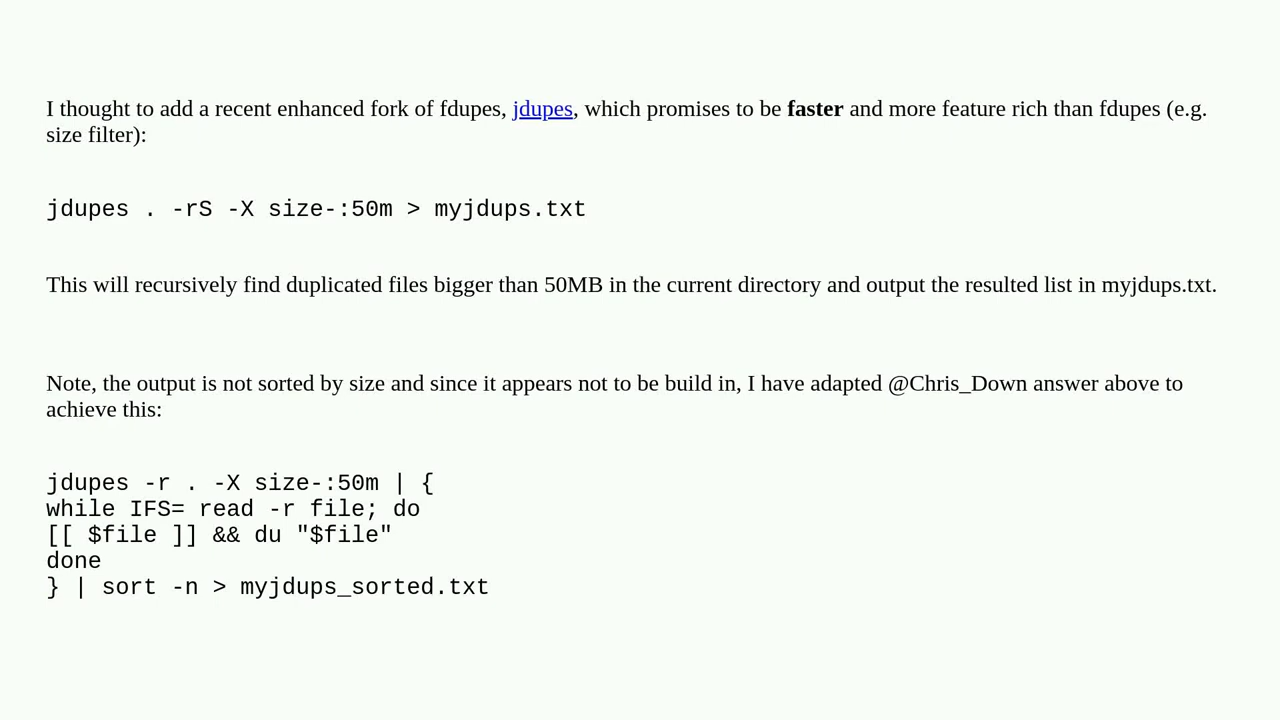 I thought to add a recent enhanced fork of fdupes, jdupes, which promises to be faster and more feature rich than fdupes (e.g.
size filter):
jdupes . -rS -X size-:50m > myjdups.txt
This will recursively find duplicated files bigger than 50MB in the current directory and output the resulted list in myjdups.txt.
Note, the output is not sorted by size and since it appears not to be build in, I have adapted @Chris_Down answer above to
achieve this:
jdupes -r . -X size-:50m | {
while IFS= read -r file; do
[[ $file ]] && du "$file"
done
} | sort -n > myjdups_sorted.txt